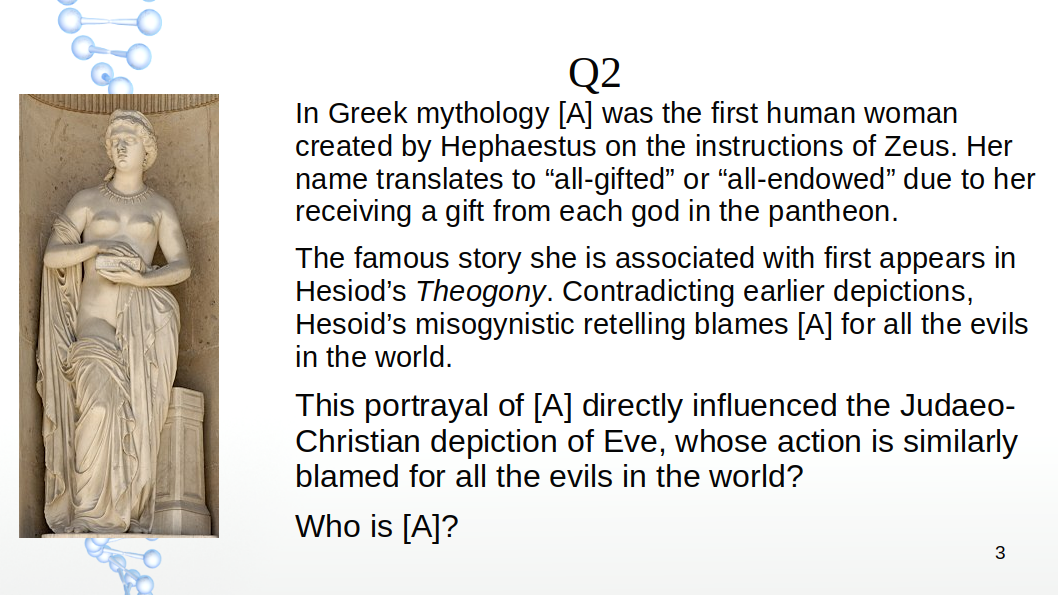 Q2
In Greek mythology [A] was the first human woman
created by Hephaestus on the instructions of Zeus. Her
name translates to “all-gifted” or “all-endowed” due to her
receiving a gift from each god in the pantheon.
The famous story she is associated with first appears in
Hesiod’s Theogony. Contradicting earlier depictions,
Hesoid’s misogynistic retelling blames [A] for all the evils
in the world.
This portrayal of [A] directly influenced the Judaeo-
Christian depiction of Eve, whose action is similarly
blamed for all the evils in the world?
Who is [A]?
3